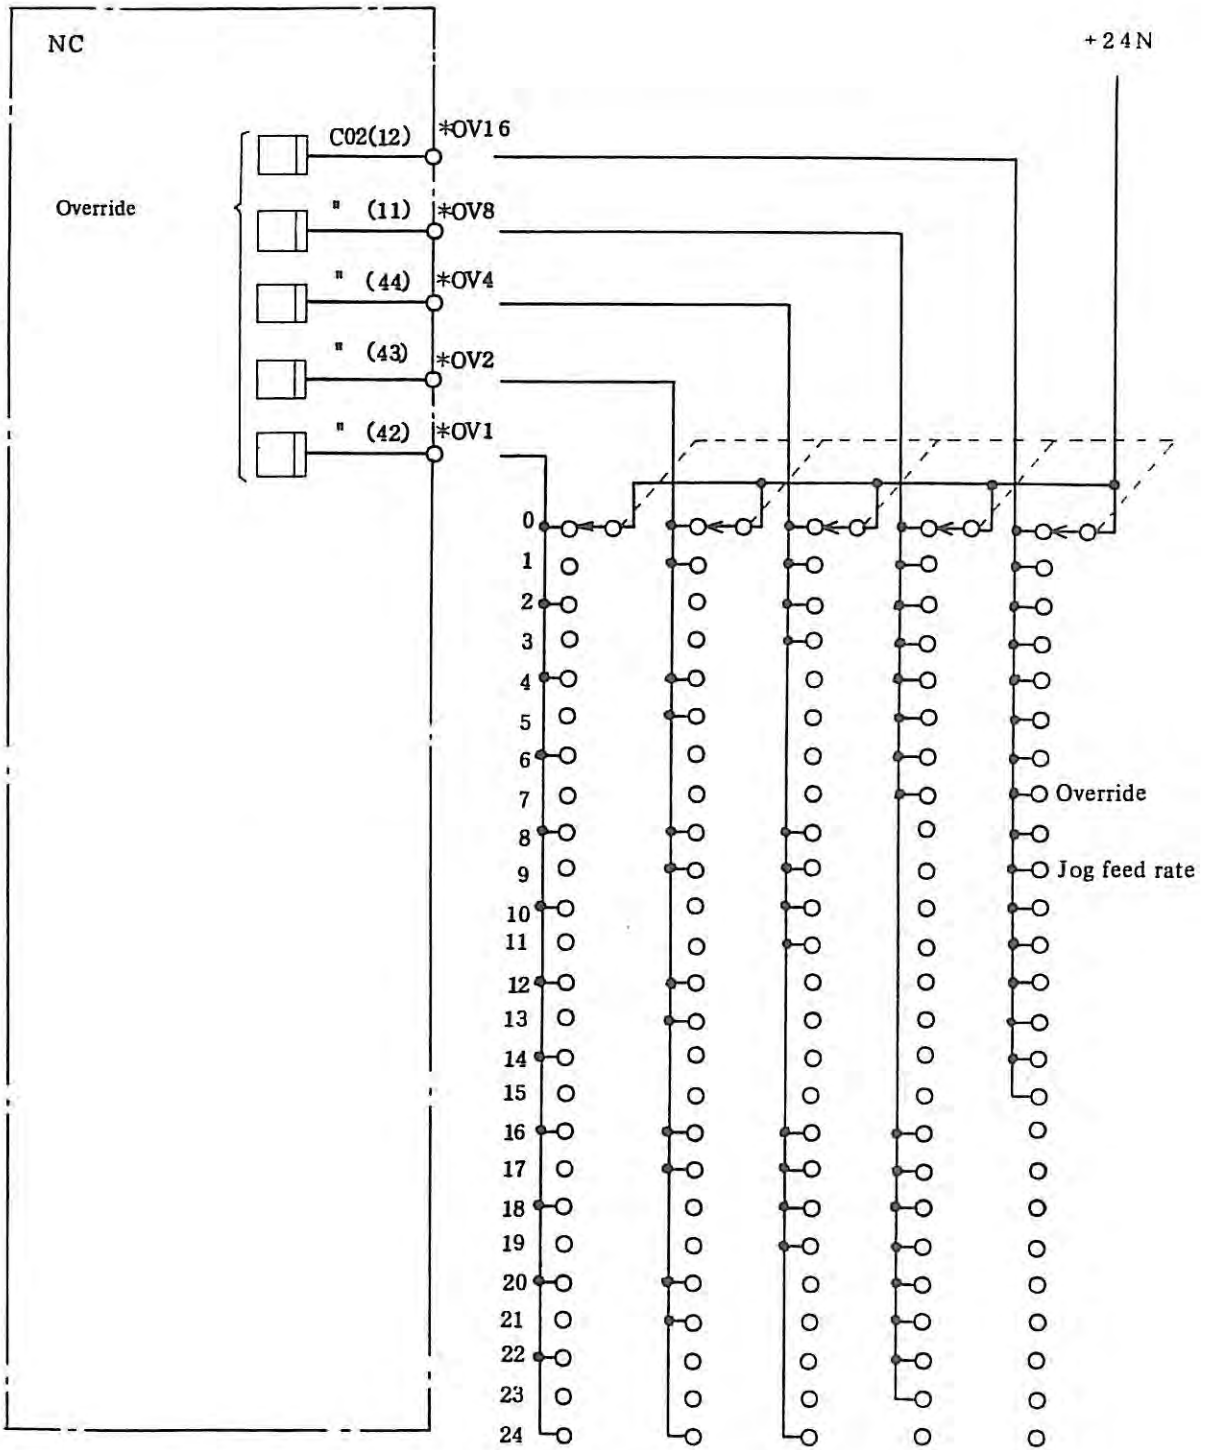 NC
+24N
C02(12) *OV16
Override
" (11) *OV8
" (44) *OV4
" (43) *OV2
" (42) *OV1
0
1
2
3
4
5
6
7 Override
8
9 Jog feed rate
10
11
12
13
14
15
16
17
18
19
20
21
22
23
24